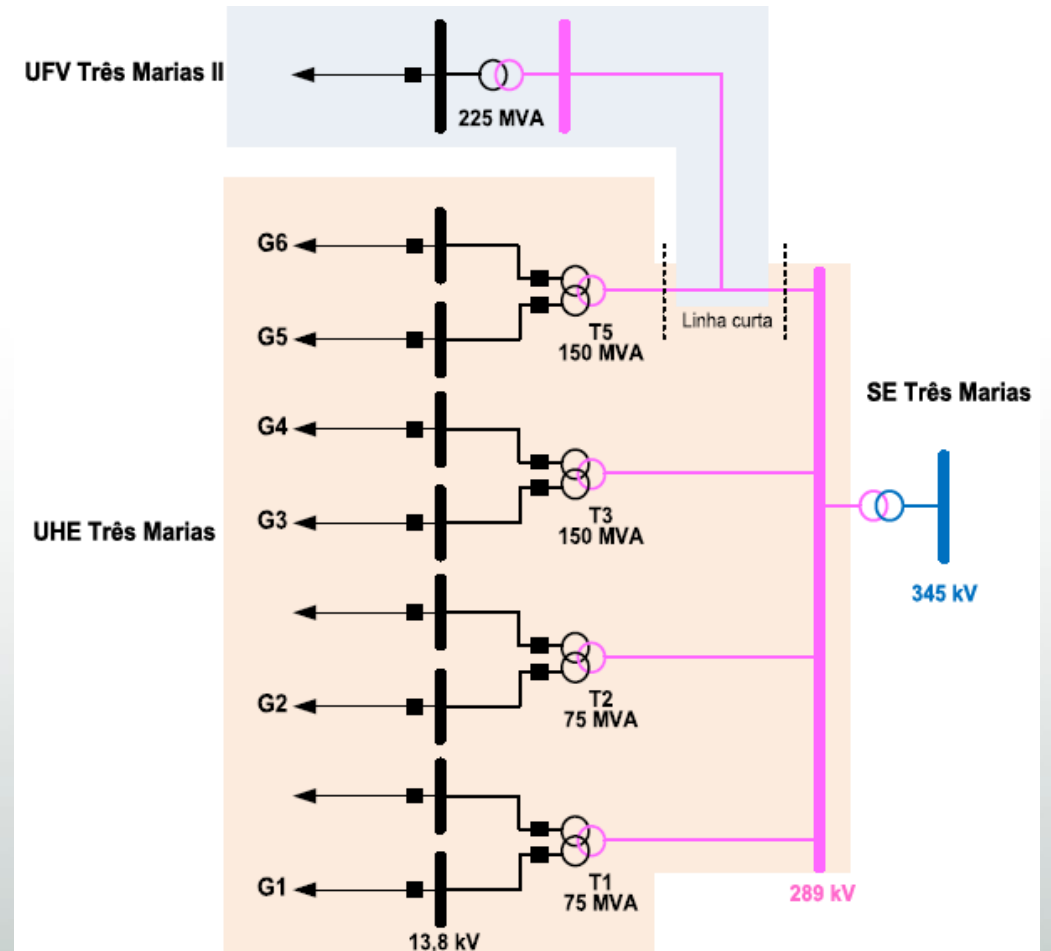 UFV Três Marias II
225 MVA
G6
G5
T5
150 MVA
Linha curta
SE Três Marias
G4
G3
T3
150 MVA
UHE Três Marias
345 kV
G2
T2
75 MVA
G1
T1
75 MVA
289 kV
13,8 kV